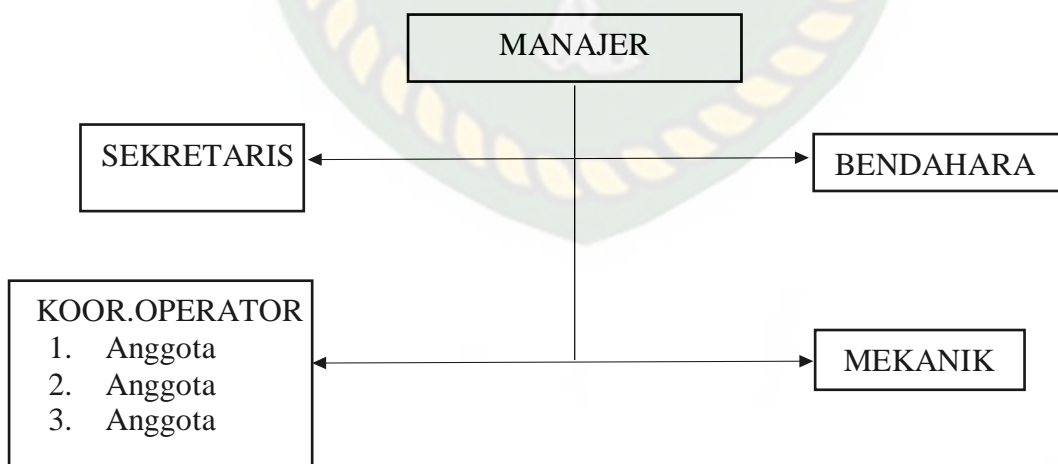 MANAJER
SEKRETARIS
BENDAHARA
KOOR.OPERATOR
1. Anggota
2. Anggota
3. Anggota
MEKANIK